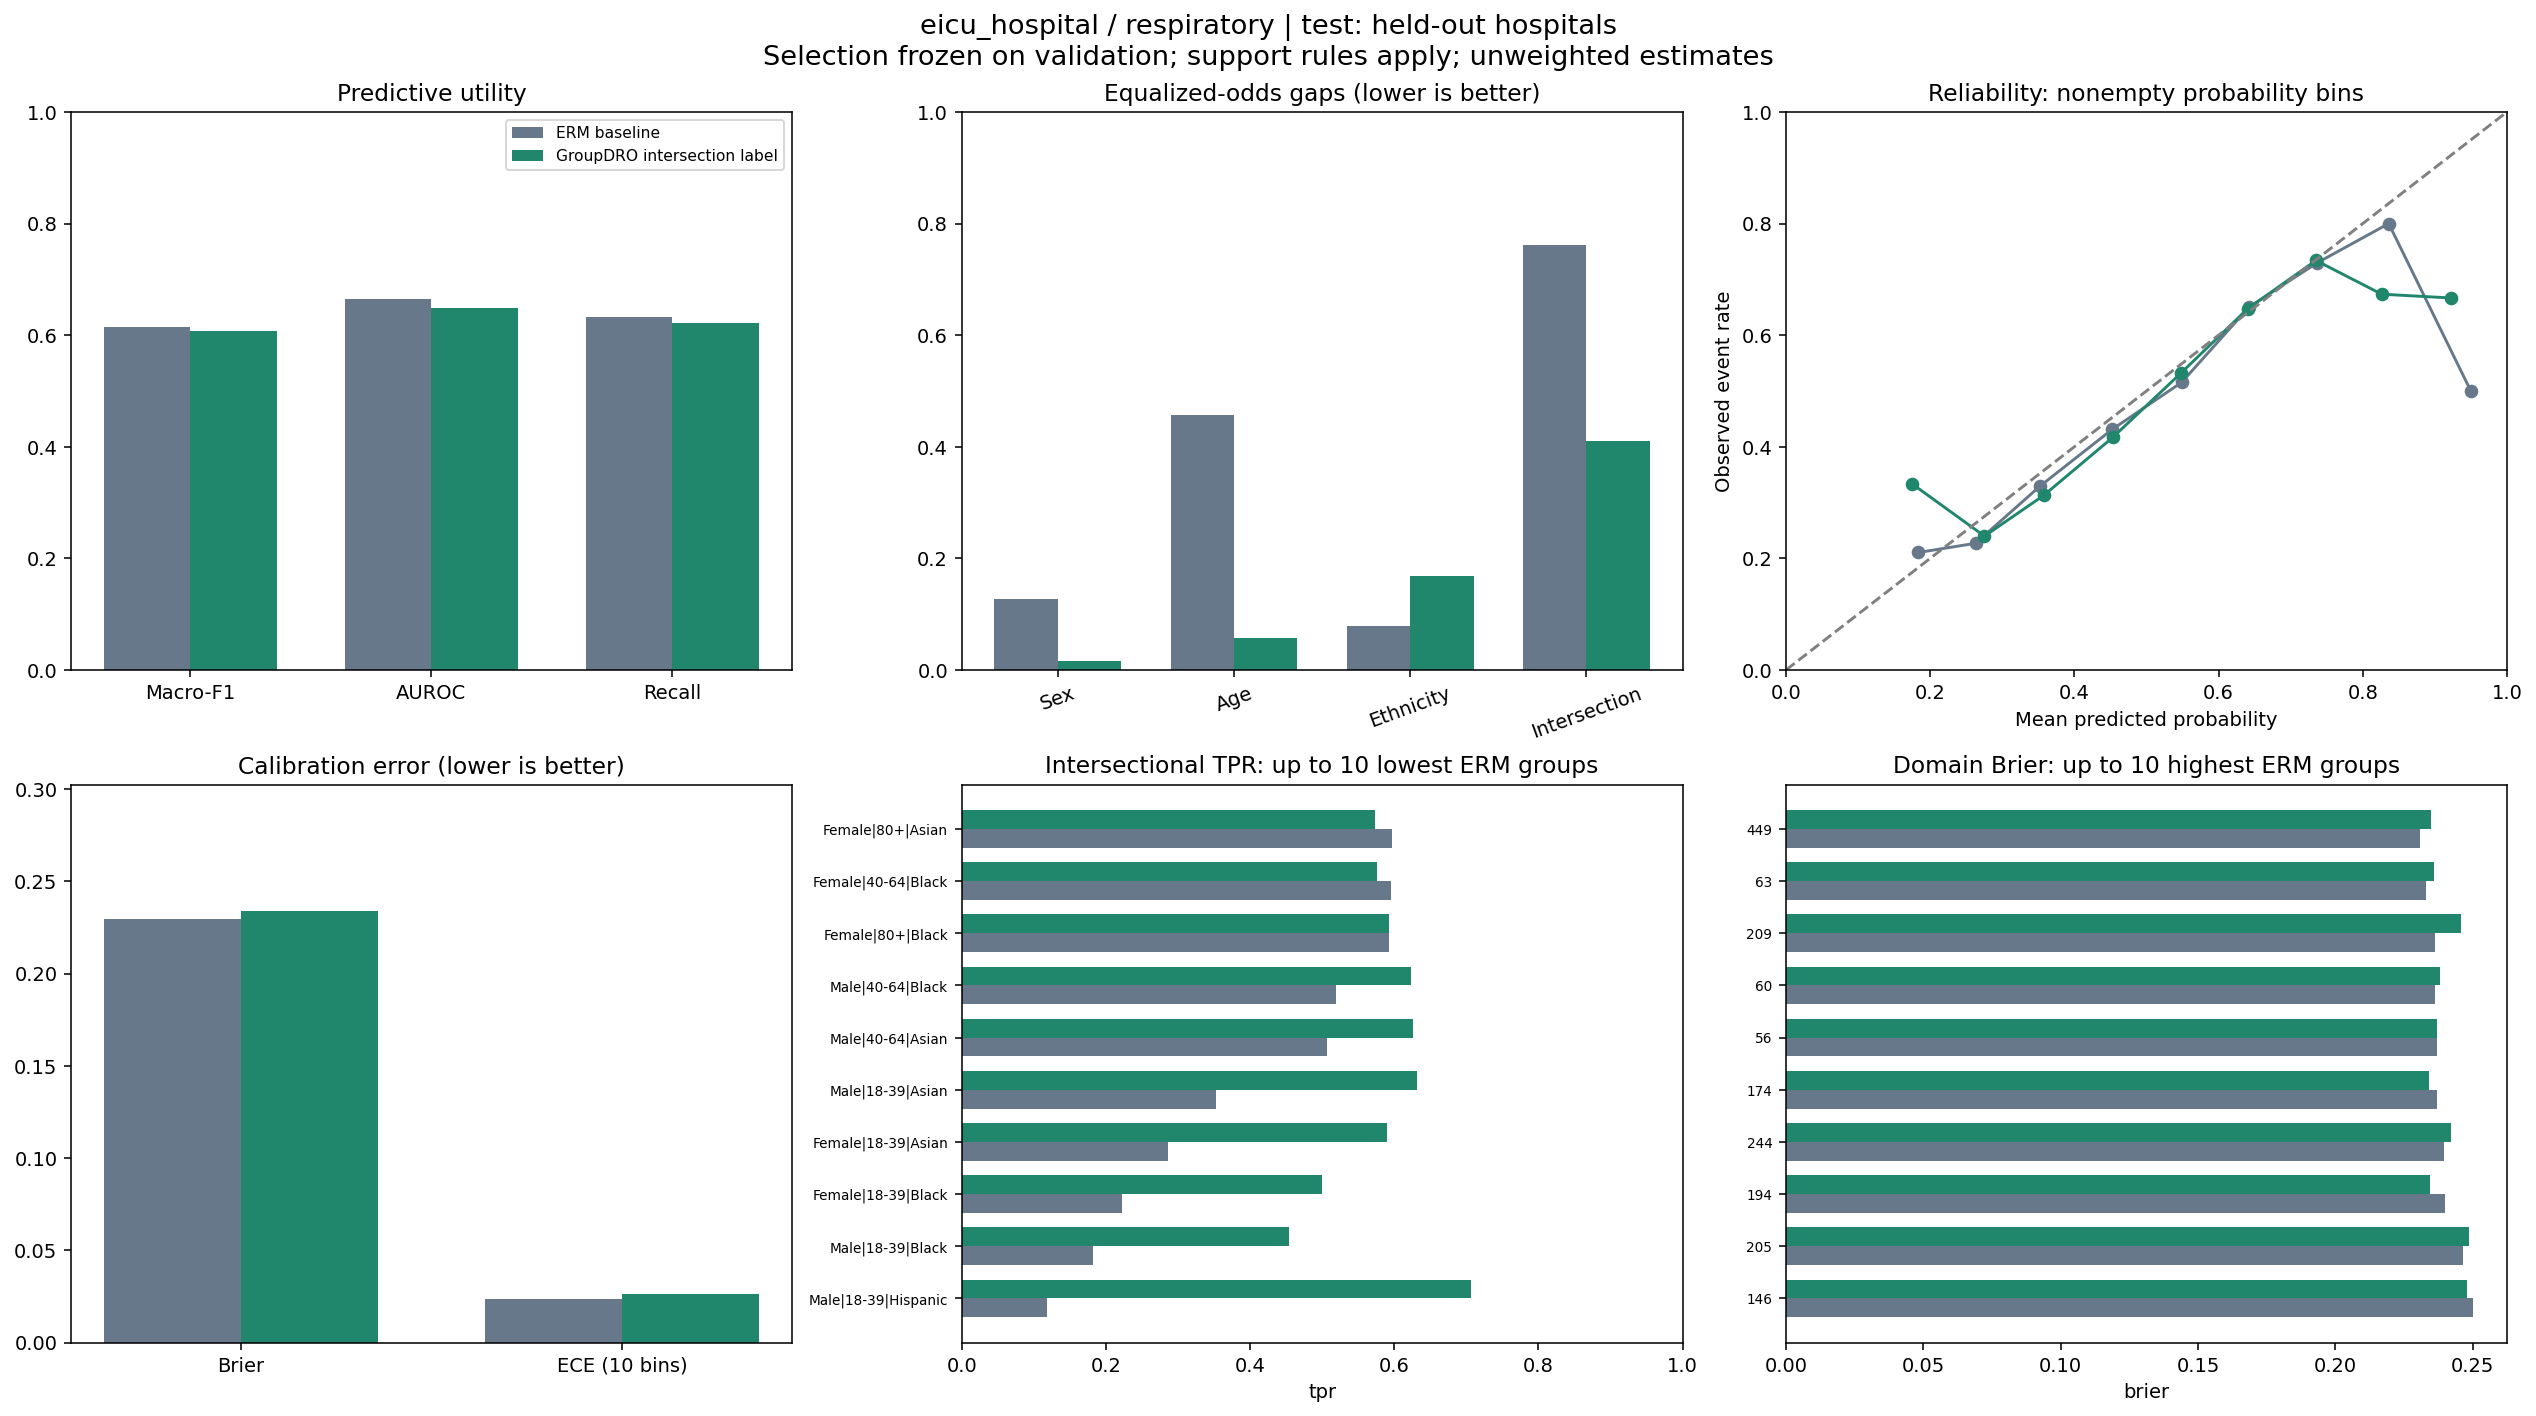 eicu_hospital / respiratory | test: held-out hospitals
Selection frozen on validation; support rules apply; unweighted estimates
Predictive utility
1.0
0.8
0.6
0.4
0.2
0.0
ERM baseline
GroupDRO intersection label
Macro-F1 AUROC Recall
Equalized-odds gaps (lower is better)
1.0
0.8
0.6
0.4
0.2
0.0
Sex Age Ethnicity Intersection
Reliability: nonempty probability bins
Observed event rate
1.0
0.8
0.6
0.4
0.2
0.0
0.0 0.2 0.4 0.6 0.8 1.0
Mean predicted probability
Calibration error (lower is better)
0.30
0.25
0.20
0.15
0.10
0.05
0.00
Brier ECE (10 bins)
Intersectional TPR: up to 10 lowest ERM groups
Female|80+|Asian
Female|40-64|Black
Female|80+|Black
Male|40-64|Black
Male|40-64|Asian
Male|18-39|Asian
Female|18-39|Asian
Female|18-39|Black
Male|18-39|Black
Male|18-39|Hispanic
0.0 0.2 0.4 0.6 0.8 1.0
tpr
Domain Brier: up to 10 highest ERM groups
449
63
209
60
56
174
244
194
205
146
0.00 0.05 0.10 0.15 0.20 0.25
brier